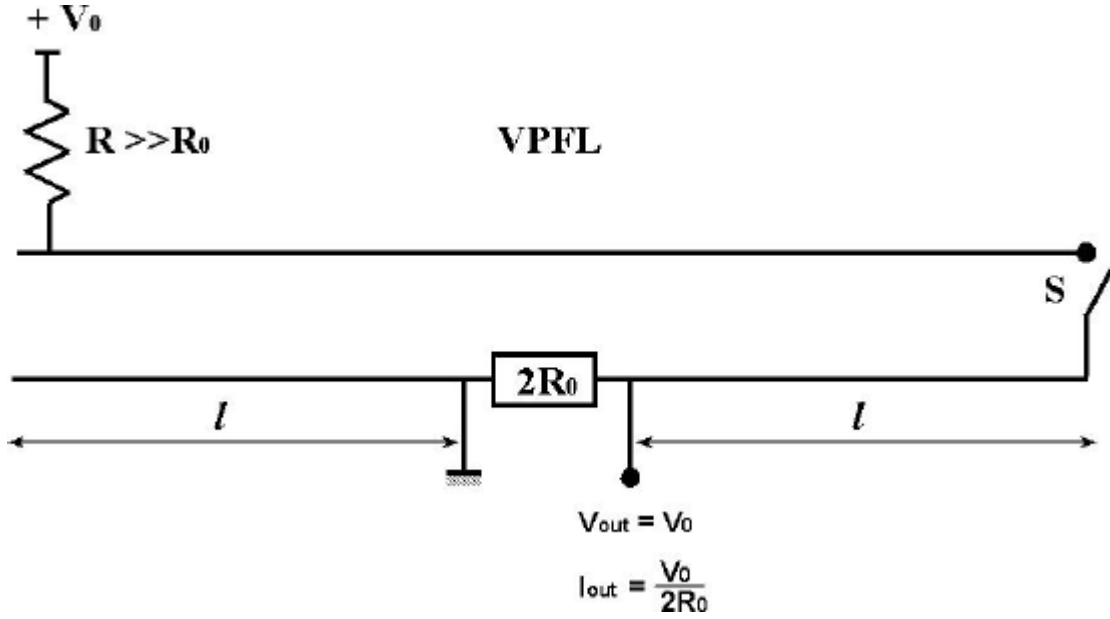 + V₀
R >>R₀
VPFL
S
2R₀
l
l
Vout = V₀
Iout = V₀/2R₀